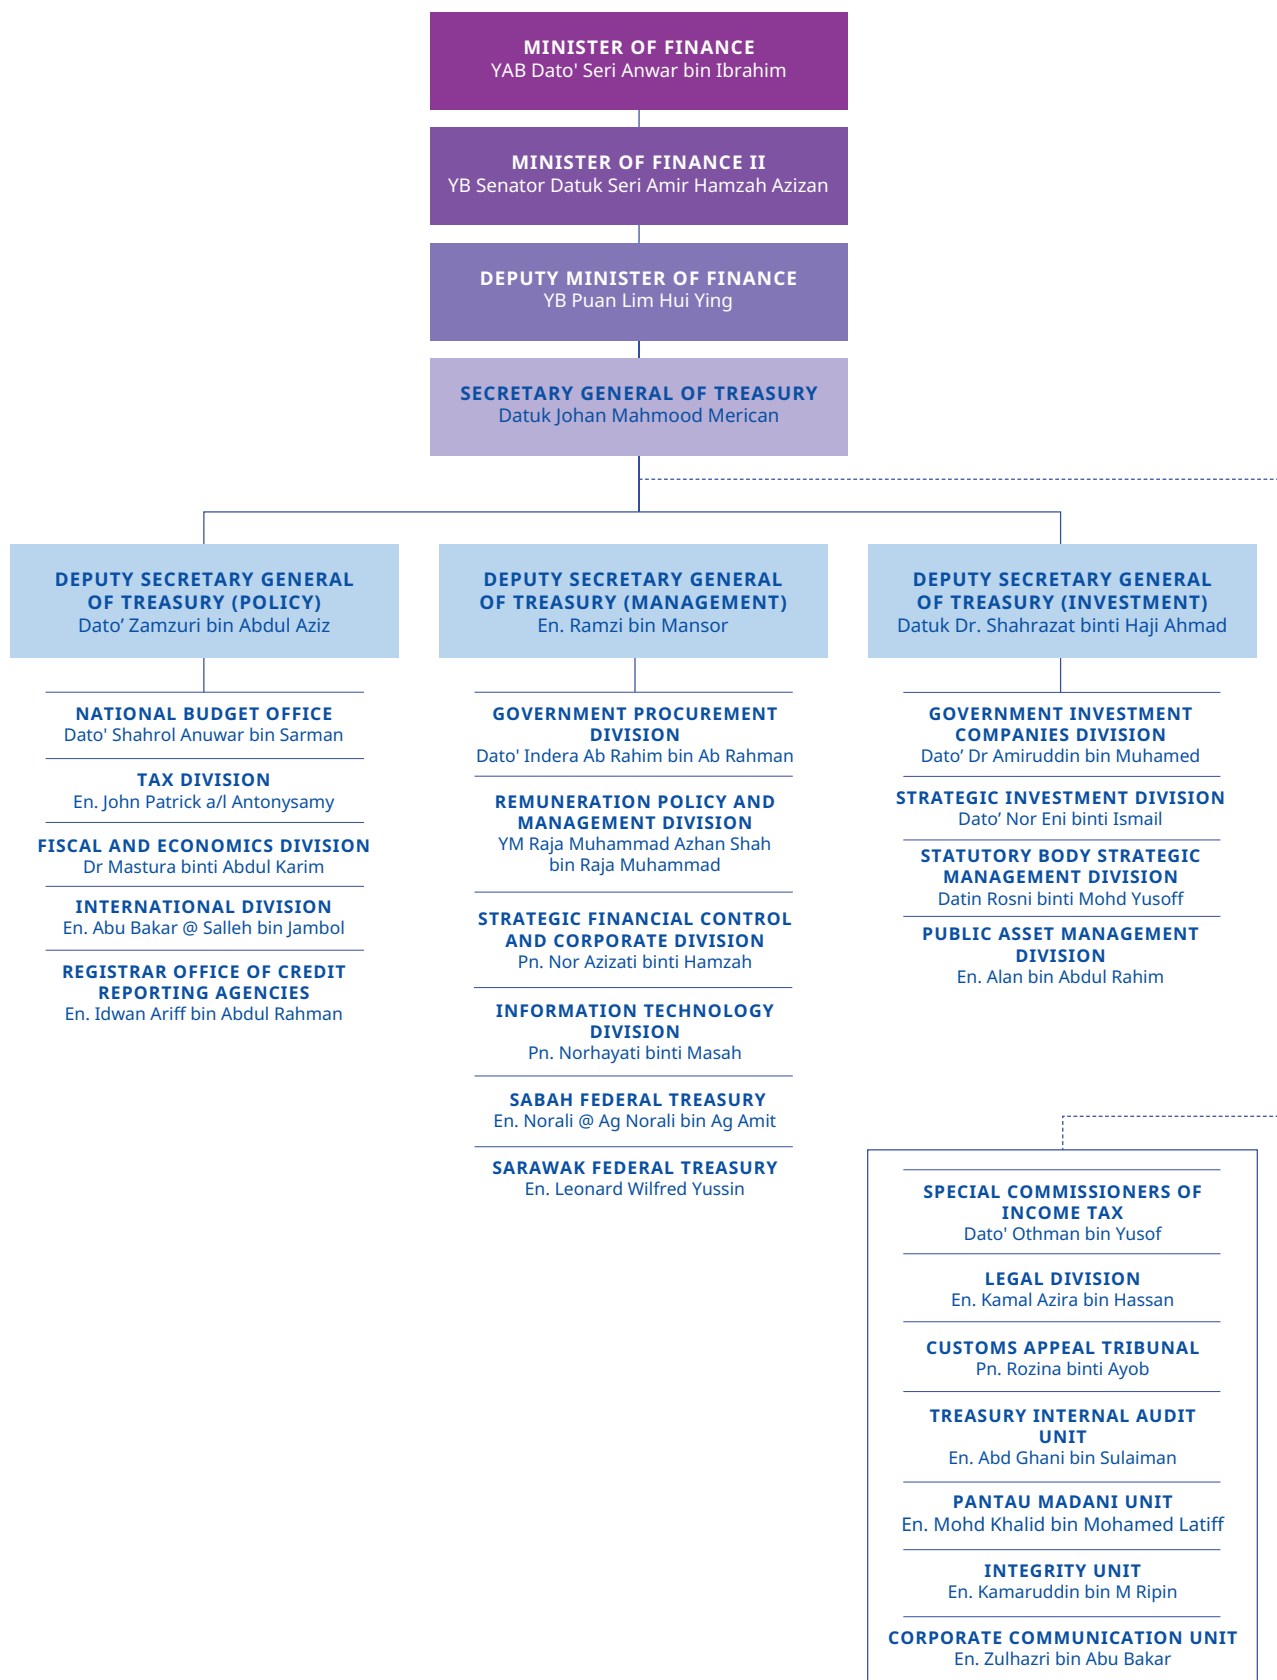 MINISTER OF FINANCE
YAB Dato' Seri Anwar bin Ibrahim
MINISTER OF FINANCE II
YB Senator Datuk Seri Amir Hamzah Azizan
DEPUTY MINISTER OF FINANCE
YB Puan Lim Hui Ying
SECRETARY GENERAL OF TREASURY
Datuk Johan Mahmood Merican
DEPUTY SECRETARY GENERAL
OF TREASURY (POLICY)
Dato’ Zamzuri bin Abdul Aziz
NATIONAL BUDGET OFFICE
Dato' Shahrol Anuwar bin Sarman
TAX DIVISION
En. John Patrick a/l Antonysamy
FISCAL AND ECONOMICS DIVISION
Dr Mastura binti Abdul Karim
INTERNATIONAL DIVISION
En. Abu Bakar @ Salleh bin Jambol
REGISTRAR OFFICE OF CREDIT
REPORTING AGENCIES
En. Idwan Ariff bin Abdul Rahman
DEPUTY SECRETARY GENERAL
OF TREASURY (MANAGEMENT)
En. Ramzi bin Mansor
GOVERNMENT PROCUREMENT
DIVISION
Dato' Indera Ab Rahim bin Ab Rahman
REMUNERATION POLICY AND
MANAGEMENT DIVISION
YM Raja Muhammad Azhan Shah
bin Raja Muhammad
STRATEGIC FINANCIAL CONTROL
AND CORPORATE DIVISION
Pn. Nor Azizati binti Hamzah
INFORMATION TECHNOLOGY
DIVISION
Pn. Norhayati binti Masah
SABAH FEDERAL TREASURY
En. Norali @ Ag Norali bin Ag Amit
SARAWAK FEDERAL TREASURY
En. Leonard Wilfred Yussin
DEPUTY SECRETARY GENERAL
OF TREASURY (INVESTMENT)
Datuk Dr. Shahrazat binti Haji Ahmad
GOVERNMENT INVESTMENT
COMPANIES DIVISION
Dato’ Dr Amiruddin bin Muhamed
STRATEGIC INVESTMENT DIVISION
Dato’ Nor Eni binti Ismail
STATUTORY BODY STRATEGIC
MANAGEMENT DIVISION
Datin Rosni binti Mohd Yusoff
PUBLIC ASSET MANAGEMENT
DIVISION
En. Alan bin Abdul Rahim
SPECIAL COMMISSIONERS OF
INCOME TAX
Dato' Othman bin Yusof
LEGAL DIVISION
En. Kamal Azira bin Hassan
CUSTOMS APPEAL TRIBUNAL
Pn. Rozina binti Ayob
TREASURY INTERNAL AUDIT
UNIT
En. Abd Ghani bin Sulaiman
PANTAU MADANI UNIT
En. Mohd Khalid bin Mohamed Latiff
INTEGRITY UNIT
En. Kamaruddin bin M Ripin
CORPORATE COMMUNICATION UNIT
En. Zulhazri bin Abu Bakar